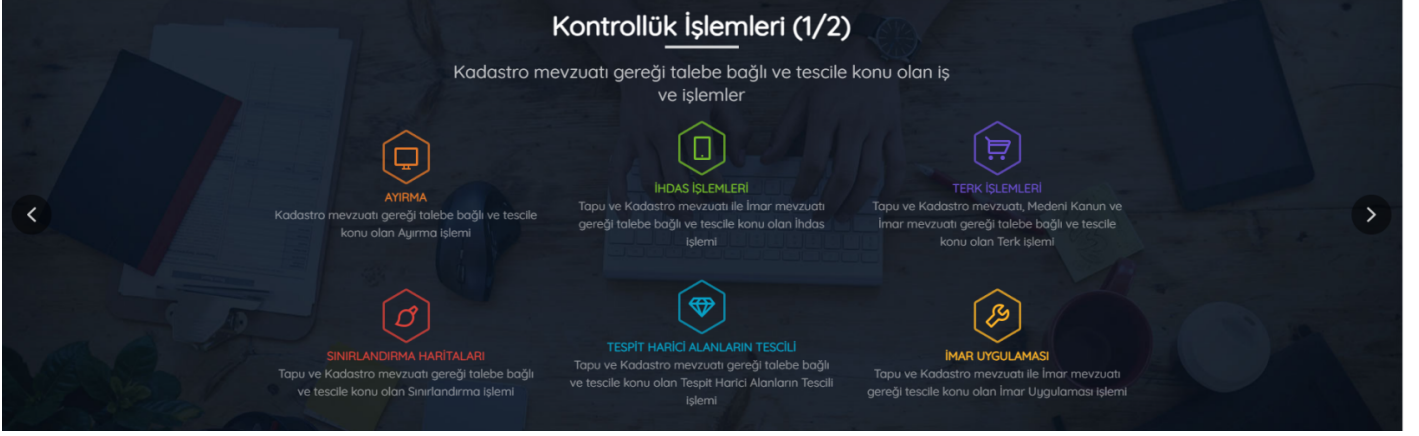 Kontrollük İşlemleri (1/2)
Kadastro mevzuatı gereği talebe bağlı ve tescile konu olan iş
ve işlemler
AYIRMA
Kadastro mevzuatı gereği talebe bağlı ve tescile
konu olan Ayırma işlemi
İHDAS İŞLEMLERİ
Tapu ve Kadastro mevzuatı ile İmar mevzuatı
gereği talebe bağlı ve tescile konu olan İhdas
işlemi
TERK İŞLEMLERİ
Tapu ve Kadastro mevzuatı, Medeni Kanun ve
İmar mevzuatı gereği talebe bağlı ve tescile
konu olan Terk işlemi
SINIRLANDIRMA HARİTALARI
Tapu ve Kadastro mevzuatı gereği talebe bağlı
ve tescile konu olan Sınırlandırma işlemi
TESPİT HARİCİ ALANLARIN TESCİLİ
Tapu ve Kadastro mevzuatı gereği talebe bağlı
ve tescile konu olan Tespit Harici Alanların Tescili
işlemi
İMAR UYGULAMASI
Tapu ve Kadastro mevzuatı ile İmar mevzuatı
gereği tescile konu olan İmar Uygulaması işlemi